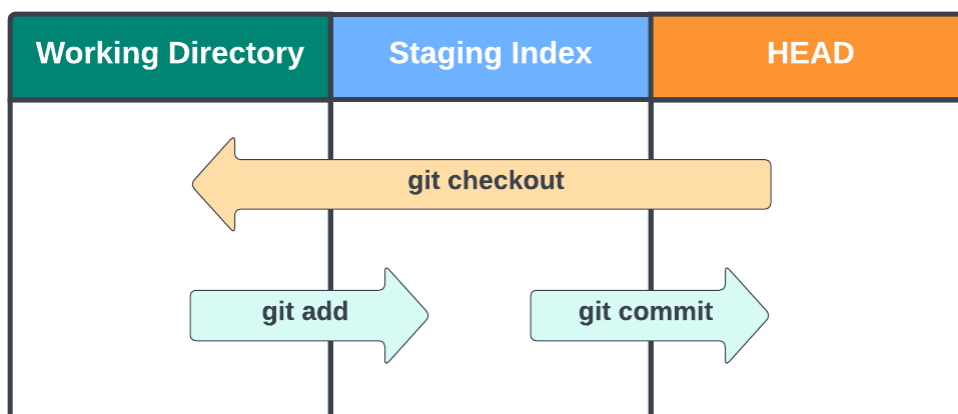 Working Directory
Staging Index
HEAD
git checkout
git add
git commit